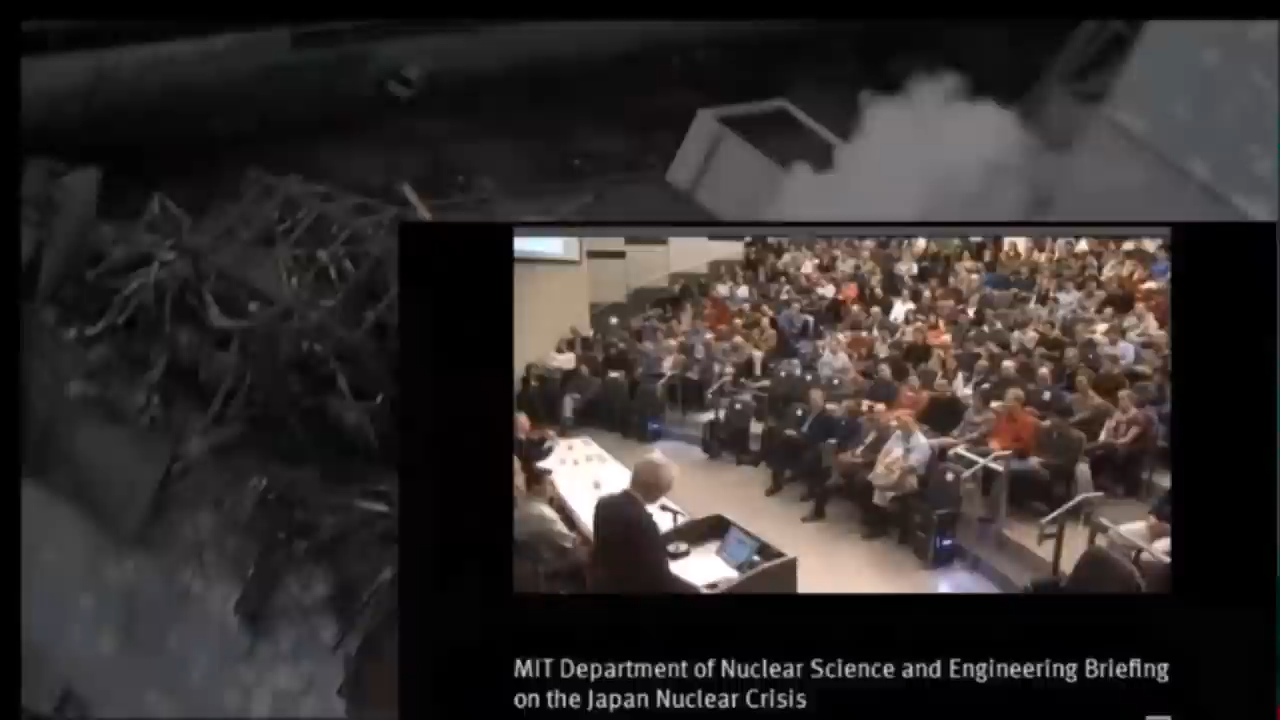 MIT Department of Nuclear Science and Engineering Briefing
on the Japan Nuclear Crisis